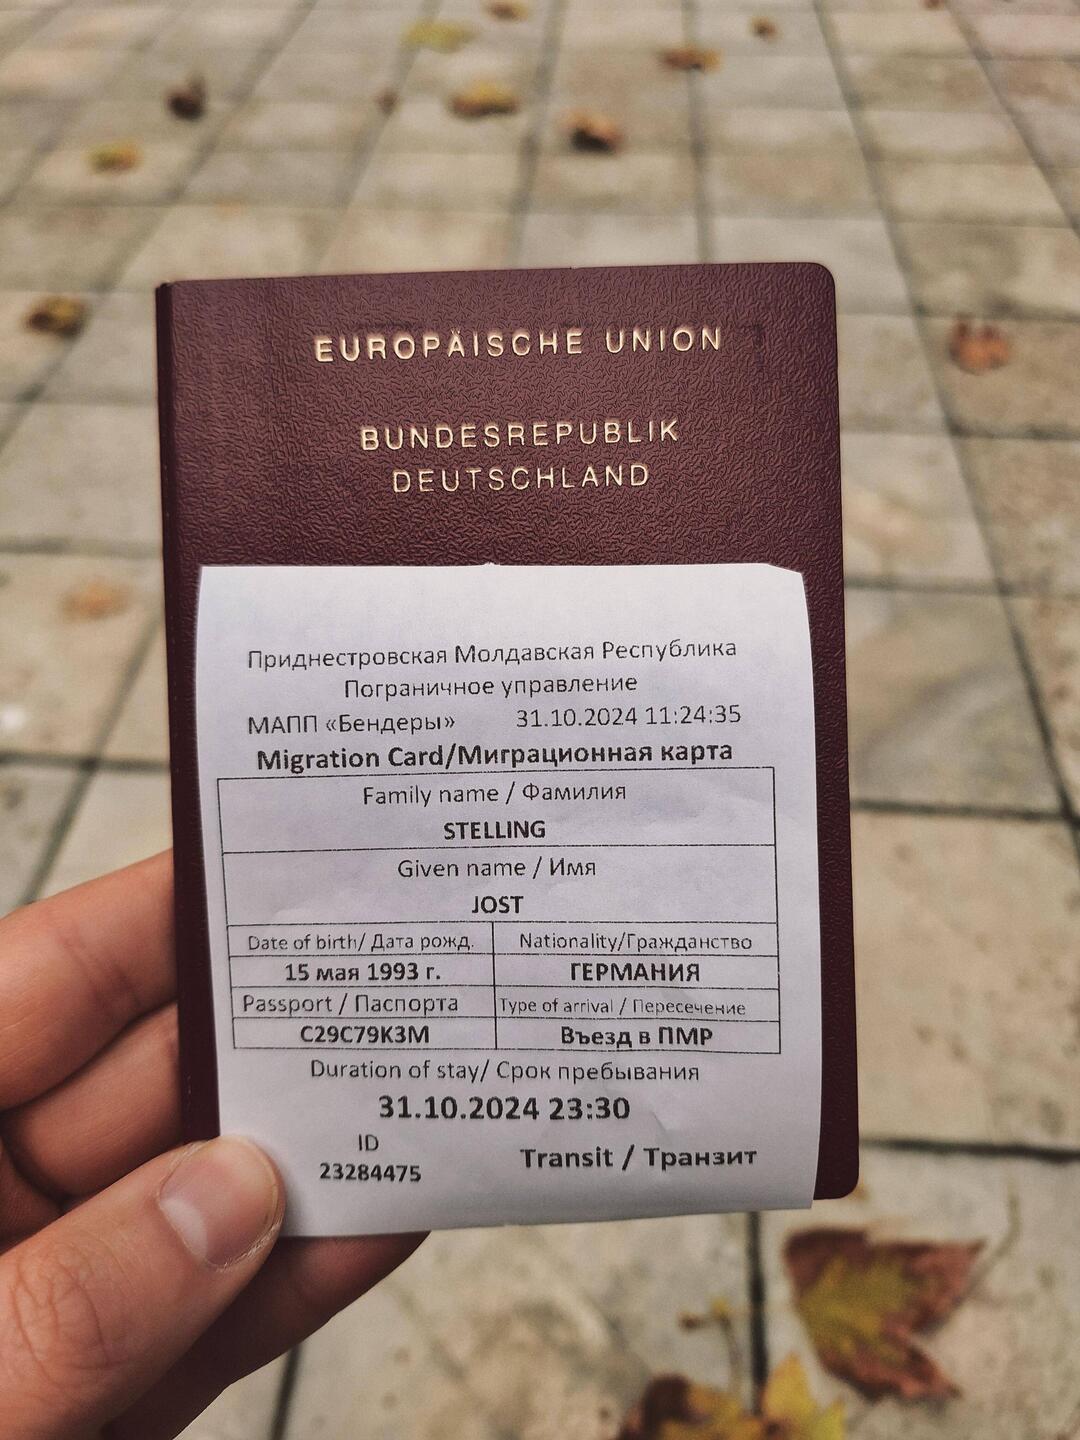 EUROPÄISCHE UNION
BUNDESREPUBLIK
DEUTSCHLAND
Приднестровская Молдавская Республика
Пограничное управление
МАПП «Бендеры» 31.10.2024 11:24:35
Migration Card/Миграционная карта
Family name / Фамилия
STELLING
Given name / Имя
JOST
Date of birth/ Дата рожд. Nationality/Гражданство
15 мая 1993 г. ГЕРМАНИЯ
Passport / Паспорта Type of arrival / Пересечение
C29C79K3M Въезд в ПМР
Duration of stay/ Срок пребывания
31.10.2024 23:30
ID
23284475 Transit / Транзит